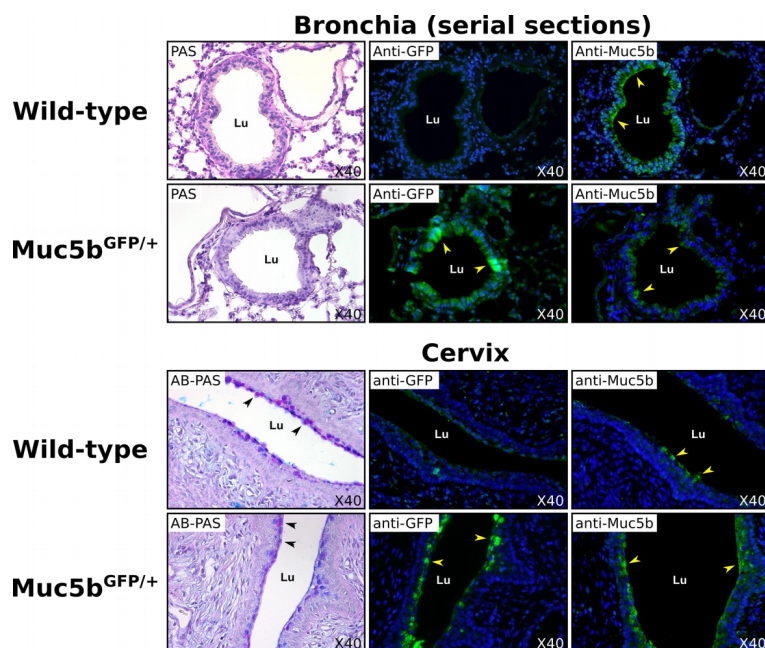 Bronchia (serial sections)
Wild-type
PAS
Lu
X40
Anti-GFP
Lu
X40
Anti-Muc5b
Lu
X40
Muc5bGFP/+
PAS
Lu
X40
Anti-GFP
Lu
X40
Anti-Muc5b
Lu
X40
Cervix
Wild-type
AB-PAS
Lu
X40
anti-GFP
Lu
X40
anti-Muc5b
Lu
X40
Muc5bGFP/+
AB-PAS
Lu
X40
anti-GFP
Lu
X40
anti-Muc5b
Lu
X40